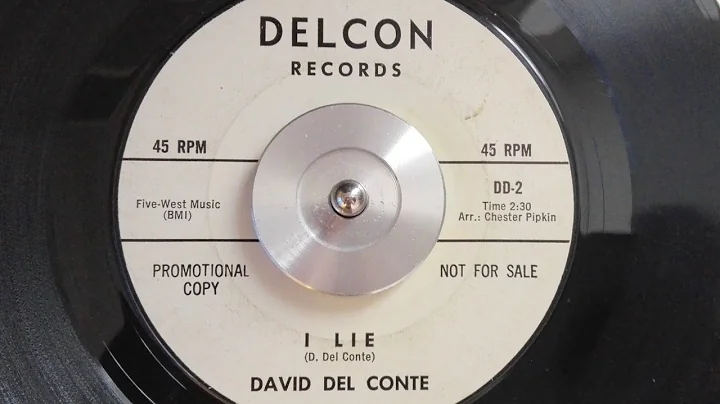 DELCON
RECORDS
45 RPM
45 RPM
Five-West Music
(BMI)
DD-2
Time 2:30
Arr.: Chester Pipkin
PROMOTIONAL
COPY
NOT FOR SALE
I LIE
(D. Del Conte)
DAVID DEL CONTE